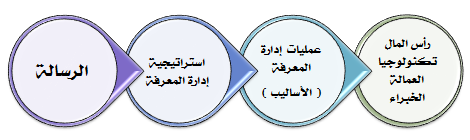 رأس المال
تكنولوجيا
العمالة
الخبراء
عمليات إدارة
المعرفة
( الأساليب )
استراتيجية
إدارة المعرفة
الرسالة